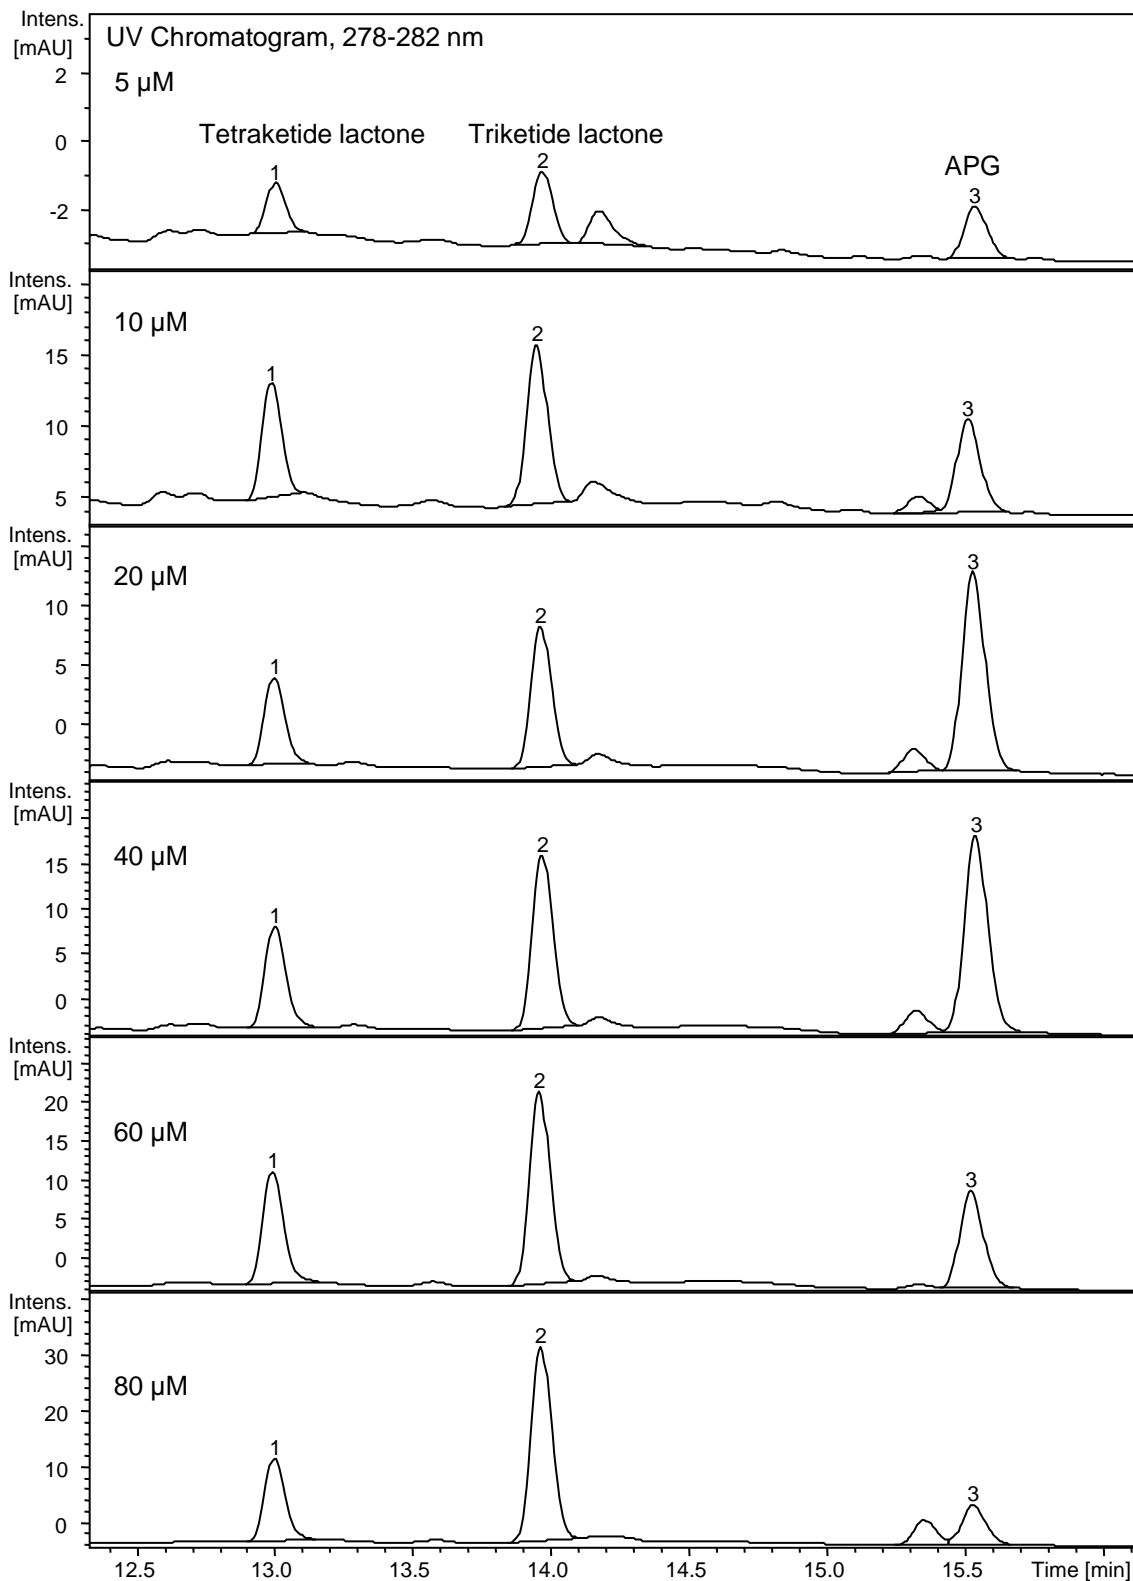 Intens.
[mAU]
UV Chromatogram, 278-282 nm
2
5 µM
0
Tetraketide lactone Triketide lactone
1 2 APG
3
-2
Intens.
[mAU]
10 µM
2
15
1
3
10
5
Intens.
[mAU]
20 µM
3
10
2
5
1
0
Intens.
[mAU]
3
40 µM
2
15
1
10
5
0
Intens.
[mAU]
2
20
60 µM
15
1
3
10
5
0
Intens.
[mAU]
2
30
80 µM
20
1
10
3
0
12.5 13.0 13.5 14.0 14.5 15.0 15.5 Time [min]